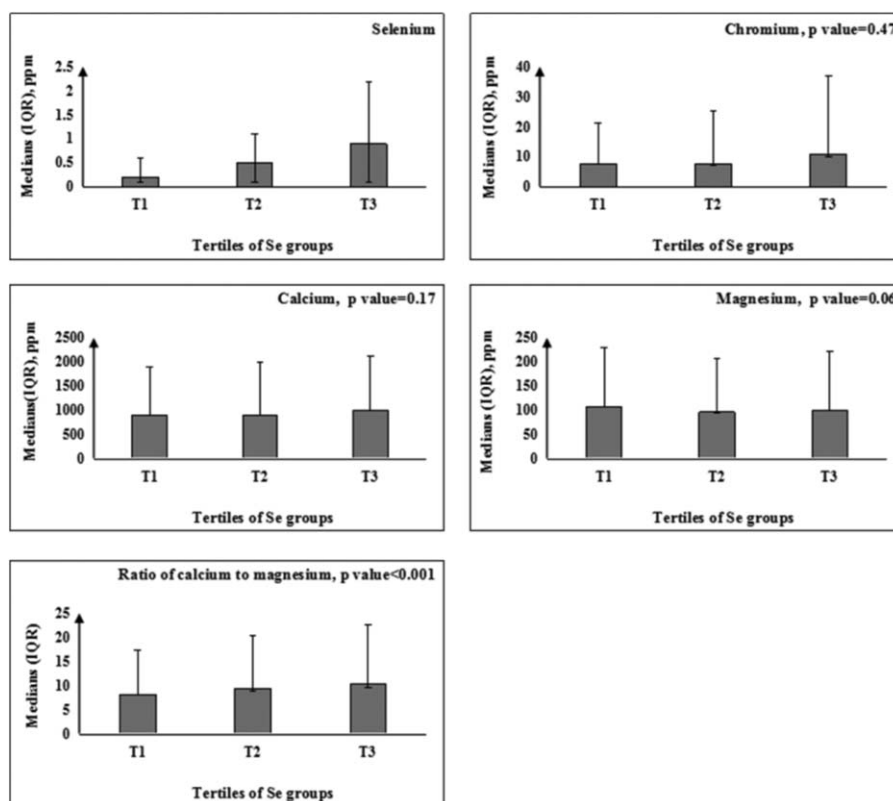 Selenium
Medians (IQR), ppm
2.5
2
1.5
1
0.5
0
T1 T2 T3
Tertiles of Se groups
Chromium, p value=0.47
Medians (IQR), ppm
40
30
20
10
0
T1 T2 T3
Tertiles of Se groups
Calcium, p value=0.17
Medians(IQR), ppm
2500
2000
1500
1000
500
0
T1 T2 T3
Tertiles of Se groups
Magnesium, p value=0.06
Medians (IQR), ppm
250
200
150
100
50
0
T1 T2 T3
Tertiles of Se groups
Ratio of calcium to magnesium, p value<0.001
Medians (IQR)
25
20
15
10
5
0
T1 T2 T3
Tertiles of Se groups